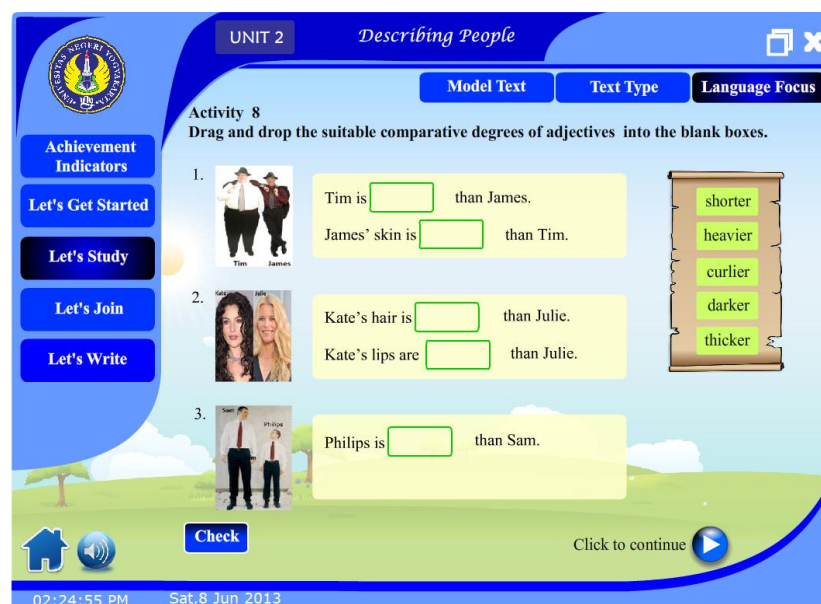 UNIT 2
Describing People
UNIVERSITAS NEGERI YOGYAKARTA
Model Text
Text Type
Language Focus
Activity 8
Drag and drop the suitable comparative degrees of adjectives into the blank boxes.
Achievement
Indicators
Let's Get Started
Let's Study
Let's Join
Let's Write
1.
Tim
James
Tim is than James.
James’ skin is than Tim.
2.
Kate
Julie
Kate’s hair is than Julie.
Kate’s lips are than Julie.
3.
Sam
Philips
Philips is than Sam.
shorter
heavier
curlier
darker
thicker
Check
Click to continue
02:24:55 PM
Sat,8 Jun 2013